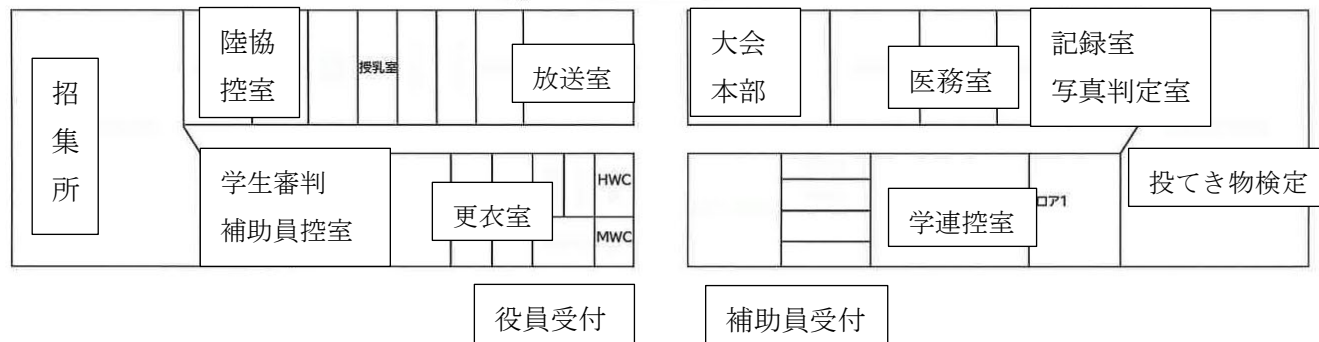 招集所
陸協
控室
授乳室
放送室
大会
本部
医務室
記録室
写真判定室
学生審判
補助員控室
更衣室
HWC
MWC
学連控室
ロア1
投てき物検定
役員受付
補助員受付